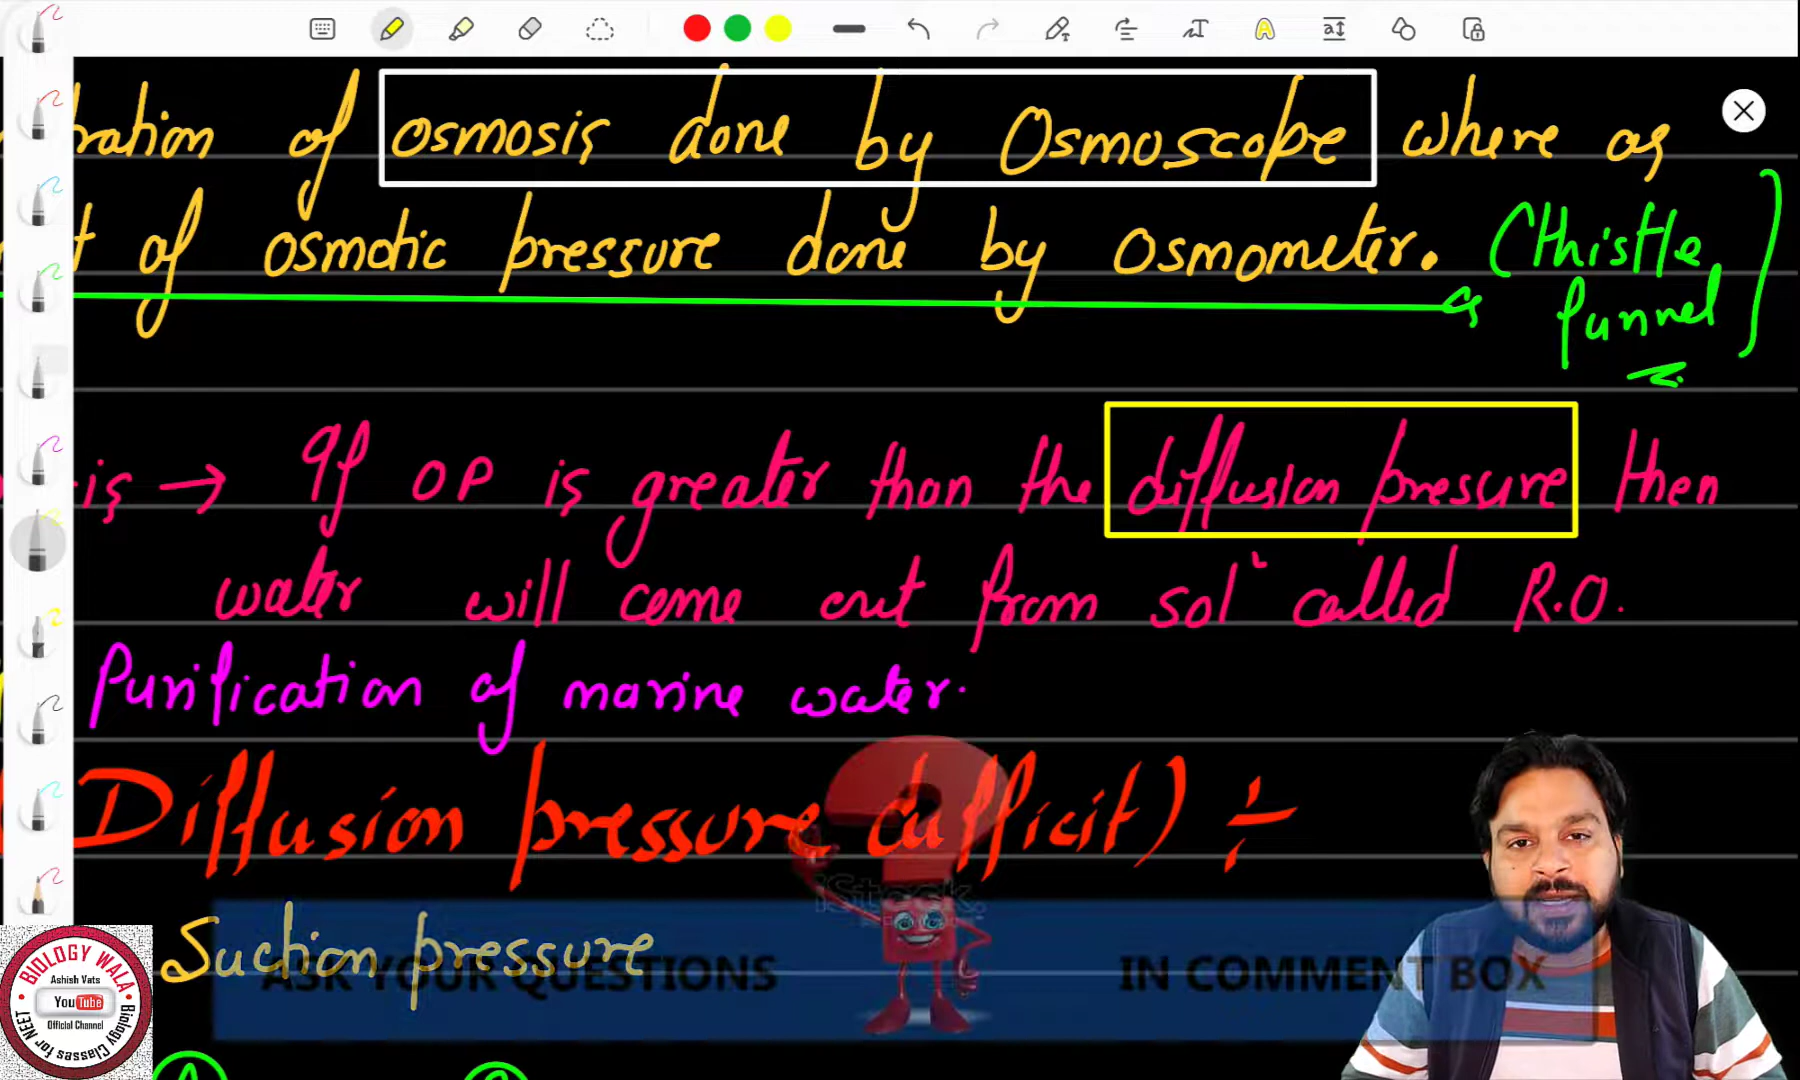 ration of osmosis done by Osmoscope where as
t of osmotic pressure done by Osmometer. (thistle
funnel)
is → If OP is greater than the diffusion pressure then
water will come out from sol called R.O.
Purification of marine water.
Diffusion pressure dufficit) ÷
iStock
Suction pressure
ASK YOUR QUESTIONS IN COMMENT BOX
BIOLOGY WALA
Ashish Vats
YouTube
Official Channel
Biology Classes for NEET
A